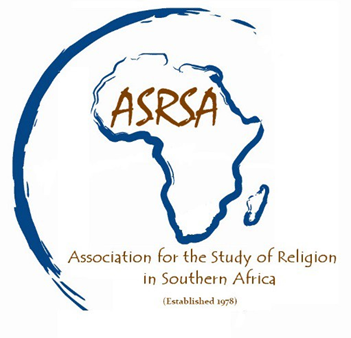 ASRSA
Association for the Study of Religion
in Southern Africa
(Established 1978)